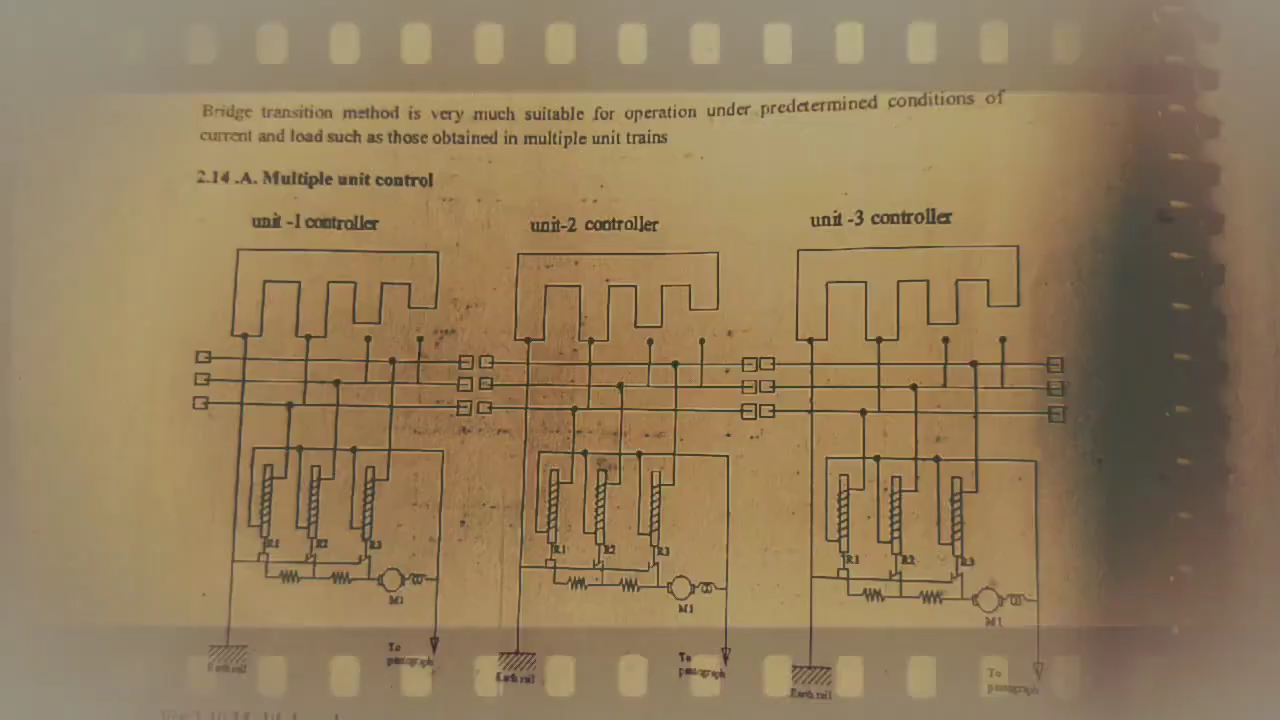 Bridge transition method is very much suitable for operation under predetermined conditions of
current and load such as those obtained in multiple unit trains
2.14 .A. Multiple unit control
unit -1 controller
unit-2 controller
unit -3 controller
R1 R2 R3
R1 R2 R3
R1 R2 R3
M1
M1
M1
To
pantograph
Earth rail
To
pantograph
Earth rail
To
pantograph
Earth rail